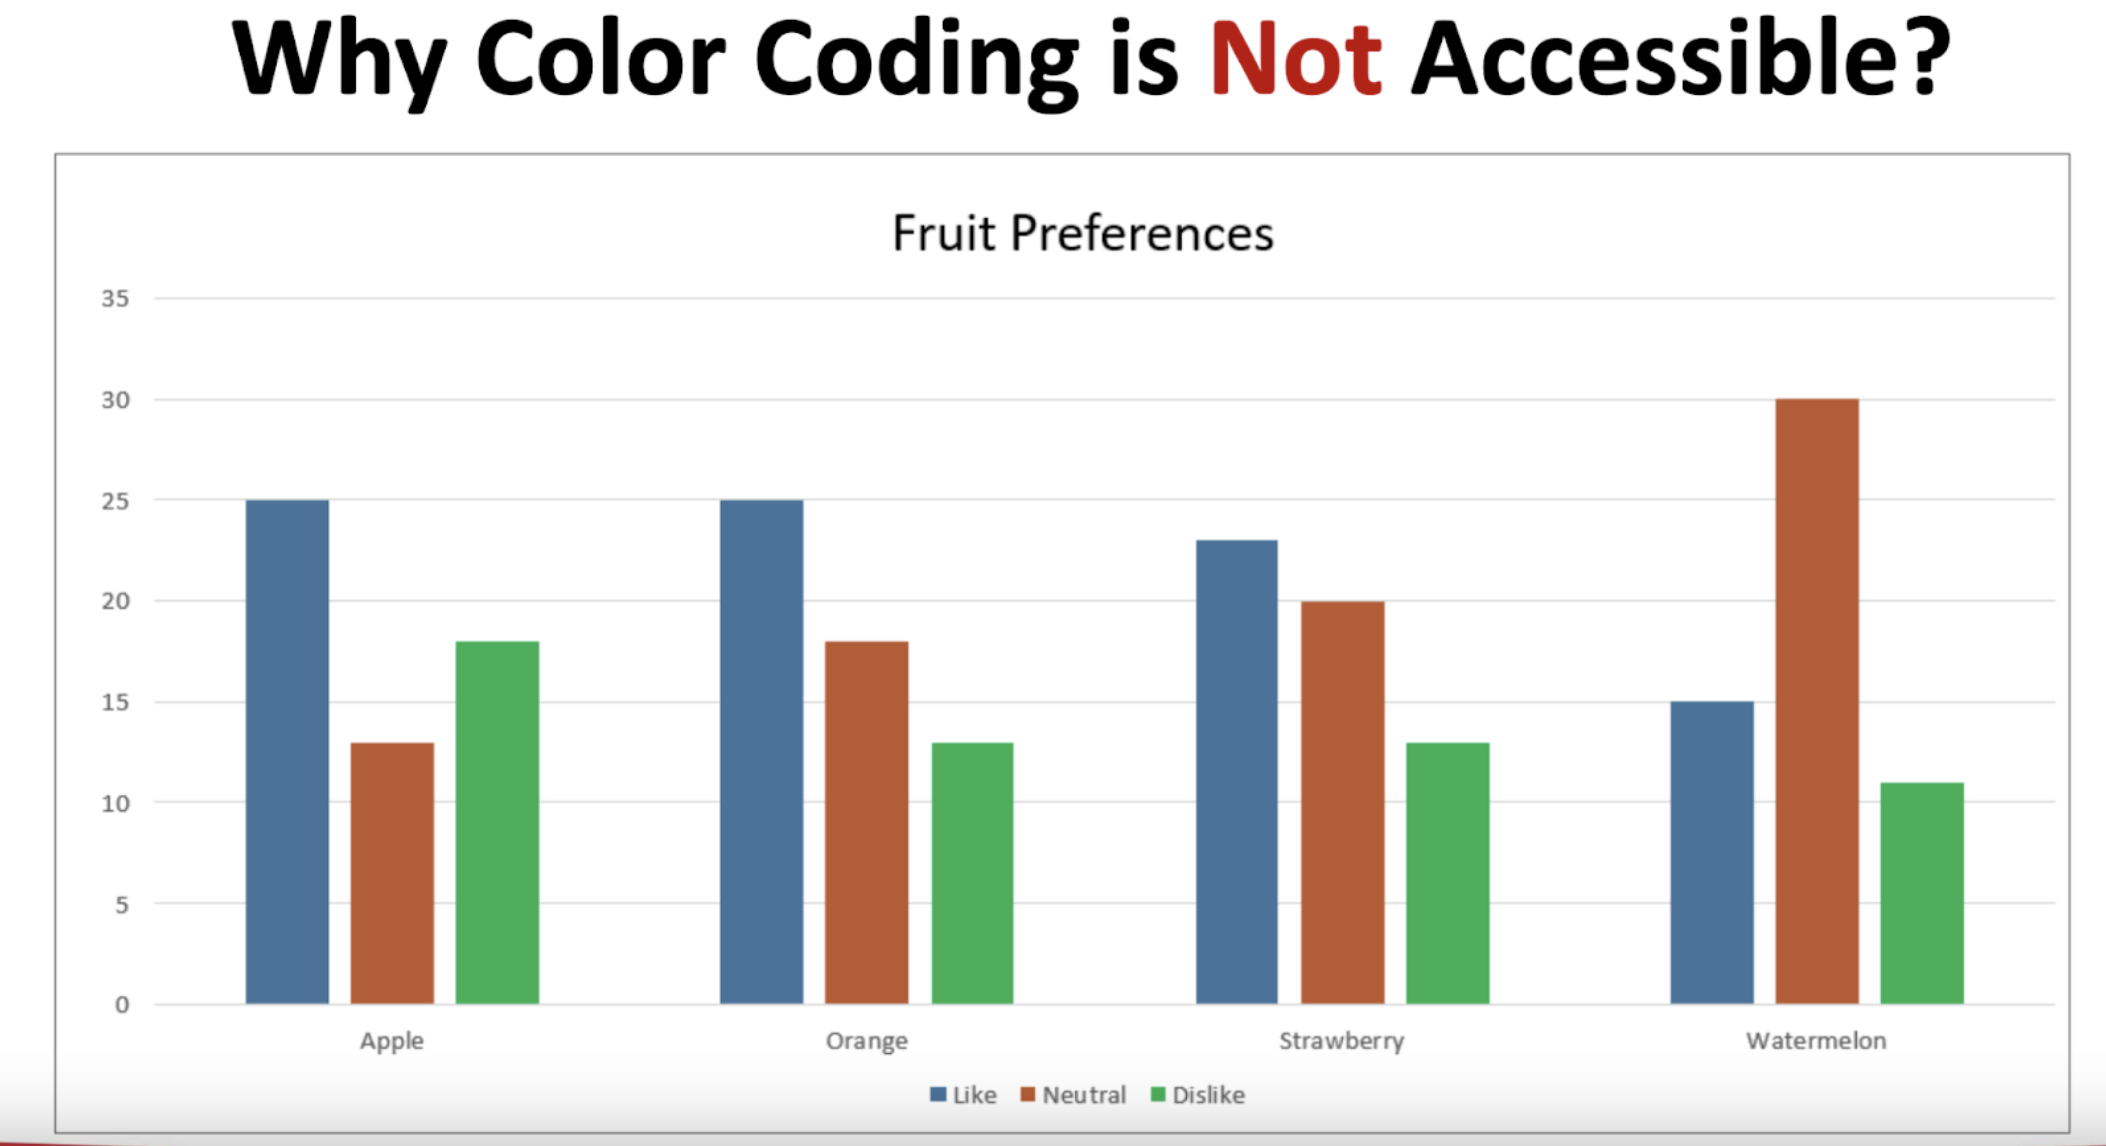 Why Color Coding is Not Accessible?
Fruit Preferences
35
30
25
20
15
10
5
0
Apple Orange Strawberry Watermelon
Like Neutral Dislike